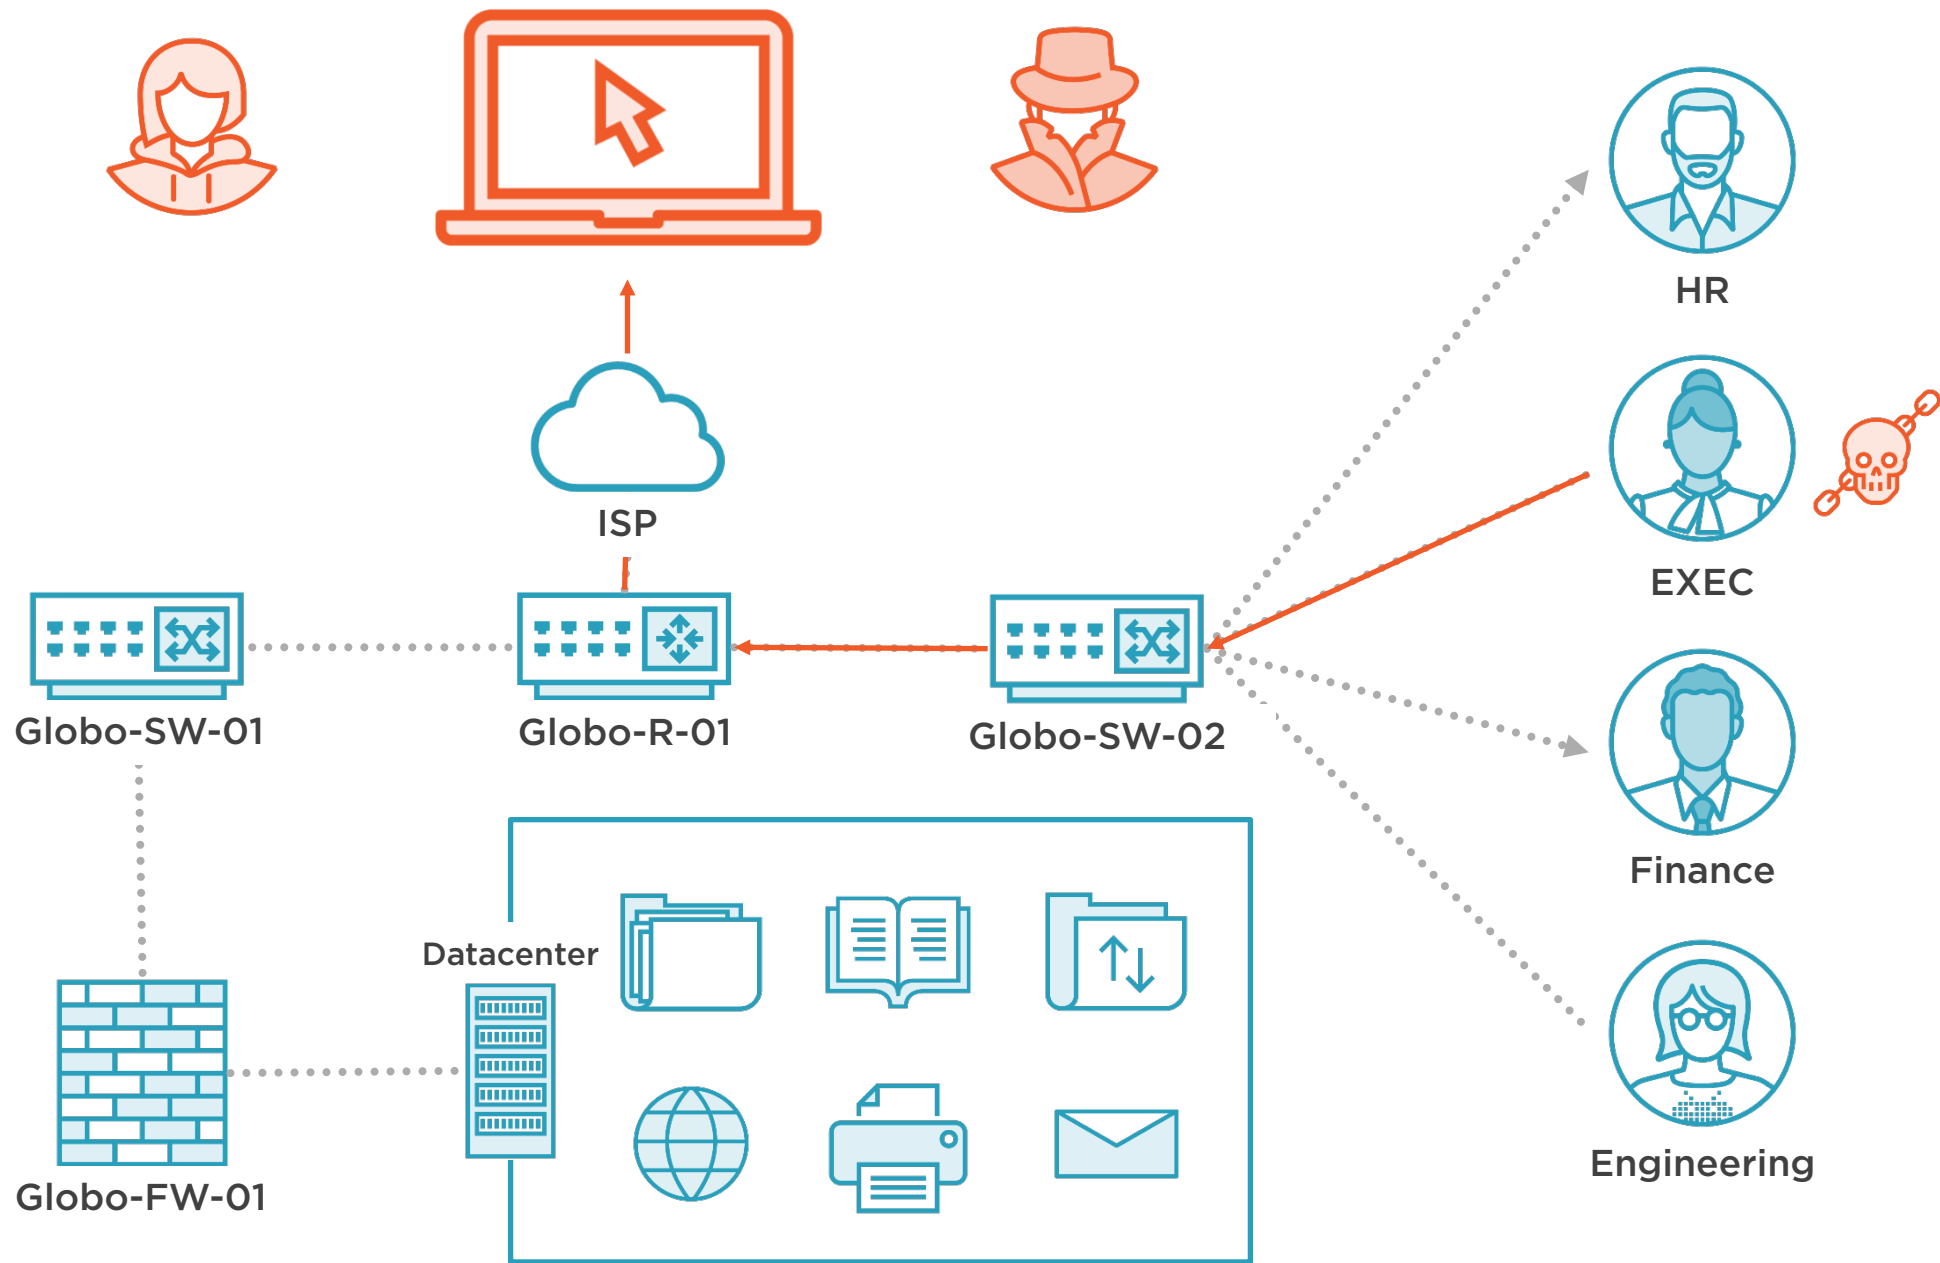 HR
ISP
EXEC
Globo-SW-01
Globo-R-01
Globo-SW-02
Finance
Datacenter
Engineering
Globo-FW-01